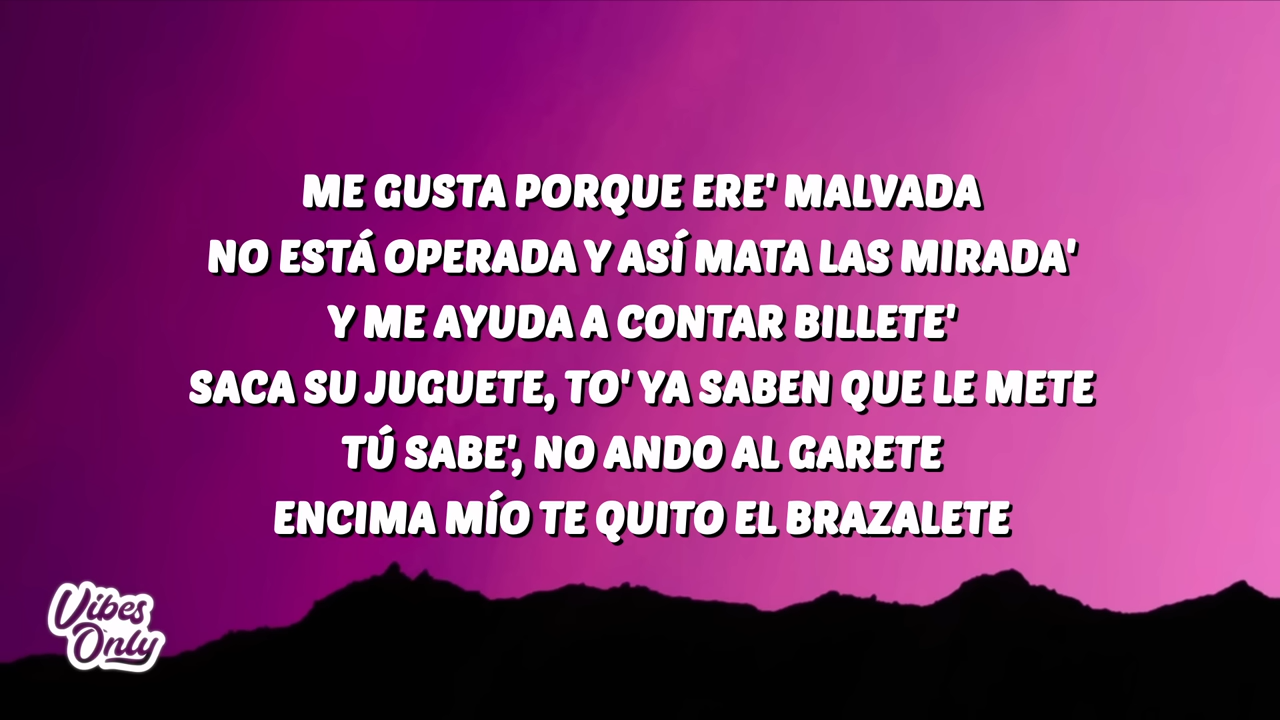 ME GUSTA PORQUE ERE' MALVADA
NO ESTÁ OPERADA Y ASÍ MATA LAS MIRADA'
Y ME AYUDA A CONTAR BILLETE'
SACA SU JUGUETE, TO' YA SABEN QUE LE METE
TÚ SABE', NO ANDO AL GARETE
ENCIMA MÍO TE QUITO EL BRAZALETE
Vibes
Only